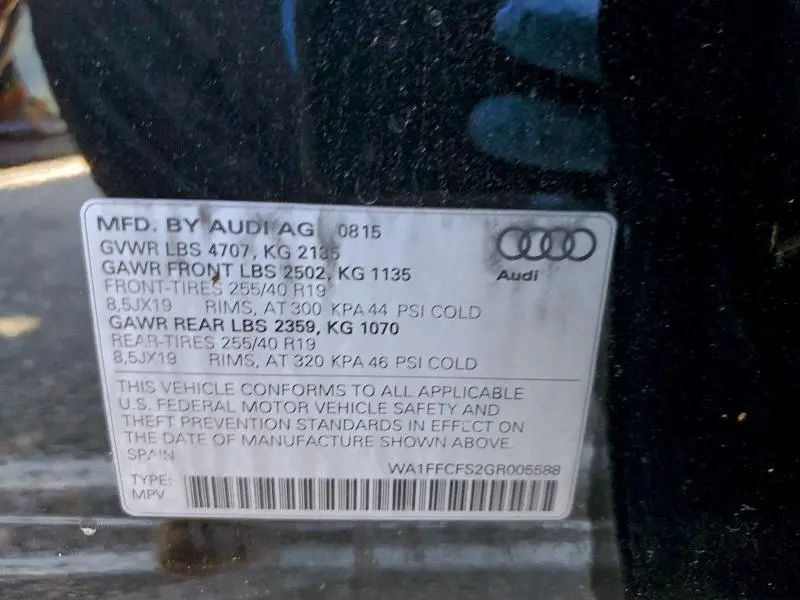 MFD. BY AUDI AG 0815
GVWR LBS 4707, KG 2135
GAWR FRONT LBS 2502, KG 1135
FRONT-TIRES 255/40 R19
8,5JX19 RIMS, AT 300 KPA 44 PSI COLD
GAWR REAR LBS 2359, KG 1070
REAR-TIRES 255/40 R19
8,5JX19 RIMS, AT 320 KPA 46 PSI COLD
Audi
THIS VEHICLE CONFORMS TO ALL APPLICABLE
U.S. FEDERAL MOTOR VEHICLE SAFETY AND
THEFT PREVENTION STANDARDS IN EFFECT ON
THE DATE OF MANUFACTURE SHOWN ABOVE.
SPAIN
WA1FFCFS2GR005588
TYPE:
MPV